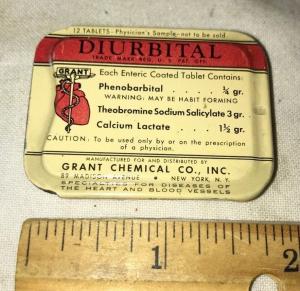 12 TABLETS - Physician's Sample - not to be sold
DIURBITAL
TRADE MARK REG. U. S. PAT. OFF.
GRANT
Each Enteric Coated Tablet Contains:
Phenobarbital ¼ gr.
WARNING: MAY BE HABIT FORMING
Theobromine Sodium Salicylate 3 gr.
Calcium Lactate 1½ gr.
CAUTION: To be used only by or on the prescription
of a physician.
MANUFACTURED FOR AND DISTRIBUTED BY
GRANT CHEMICAL CO., INC.
89 MADISON AVENUE • NEW YORK, N. Y.
SPECIALTIES FOR DISEASES OF
THE HEART AND BLOOD VESSELS
1 2